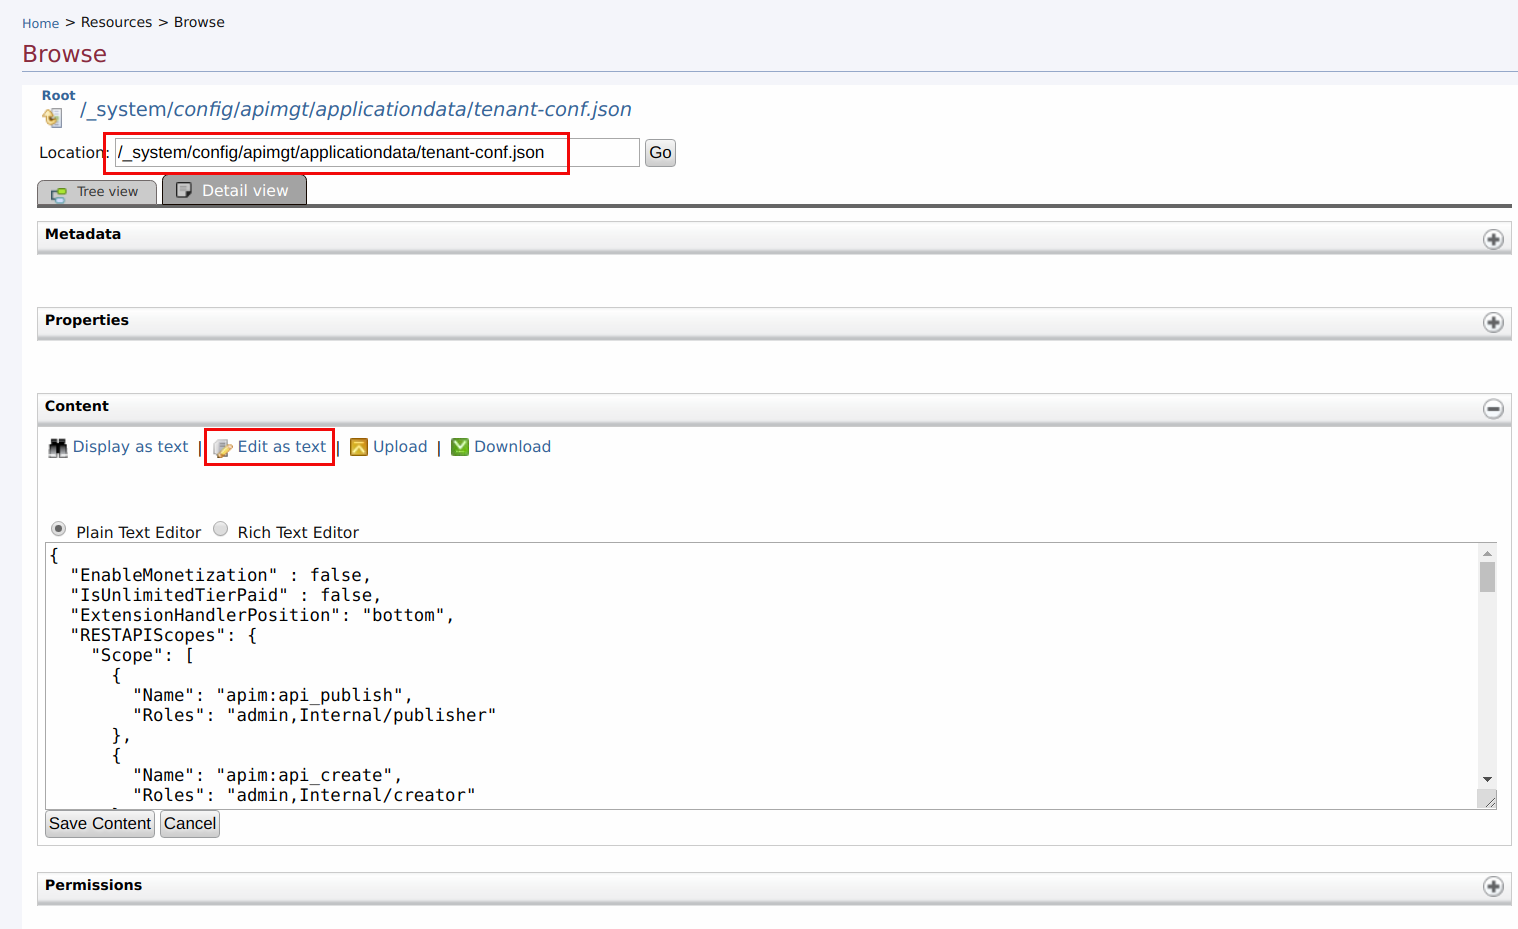 Home > Resources > Browse
Browse
Root
/_system/config/apimgt/applicationdata/tenant-conf.json
Location: /_system/config/apimgt/applicationdata/tenant-conf.json Go
Tree view Detail view
Metadata
Properties
Content
Display as text | Edit as text | Upload | Download
Plain Text Editor Rich Text Editor
{
"EnableMonetization" : false,
"IsUnlimitedTierPaid" : false,
"ExtensionHandlerPosition": "bottom",
"RESTAPIScopes": {
"Scope": [
{
"Name": "apim:api_publish",
"Roles": "admin,Internal/publisher"
},
{
"Name": "apim:api_create",
"Roles": "admin,Internal/creator"
Save Content Cancel
Permissions